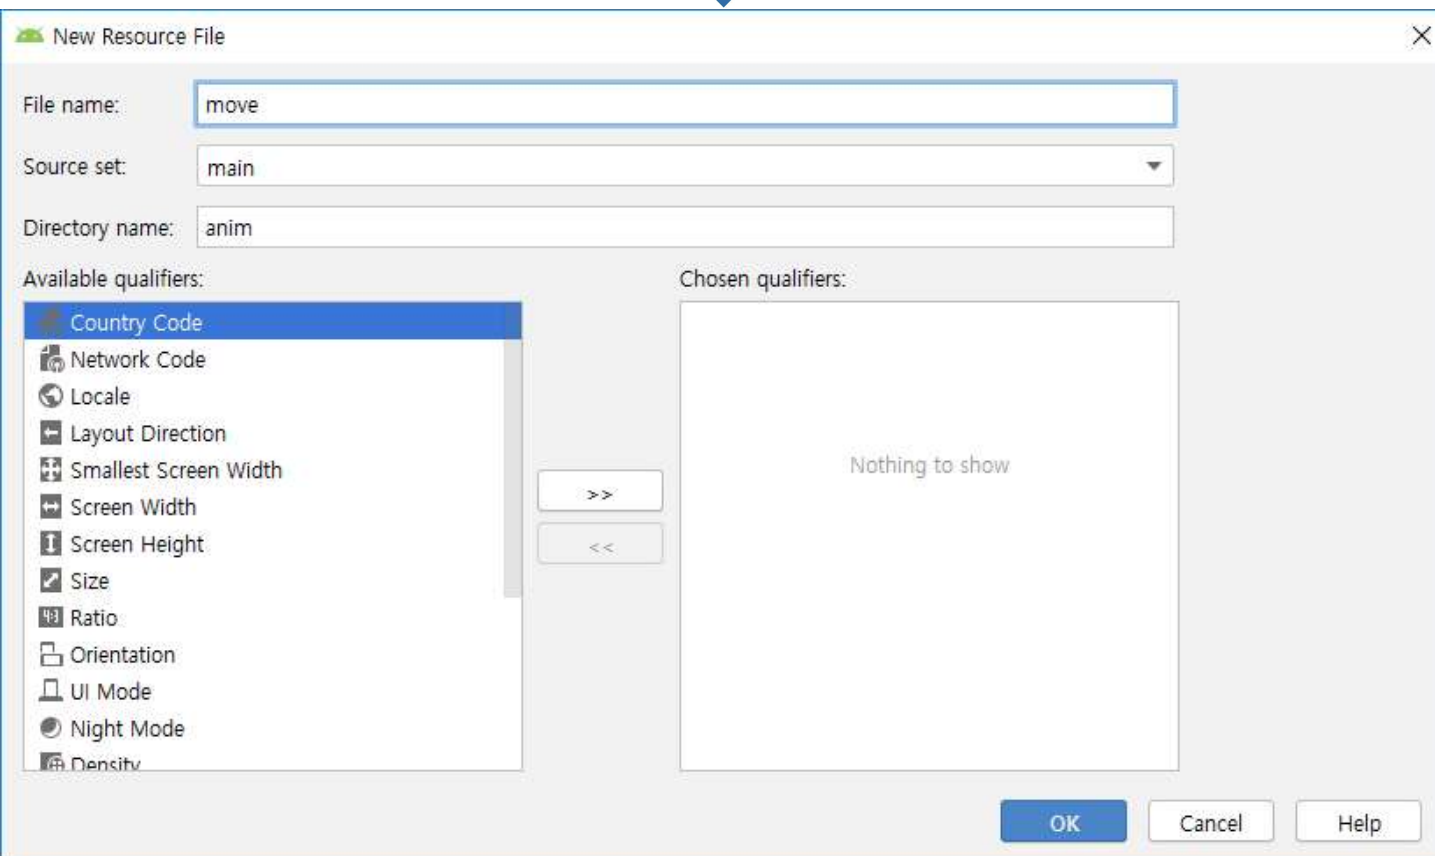 New Resource File
File name: move
Source set: main
Directory name: anim
Available qualifiers:
Chosen qualifiers:
Country Code
Network Code
Locale
Layout Direction
Smallest Screen Width
Screen Width
Screen Height
Size
Ratio
Orientation
UI Mode
Night Mode
Density
>>
<<
Nothing to show
OK
Cancel
Help